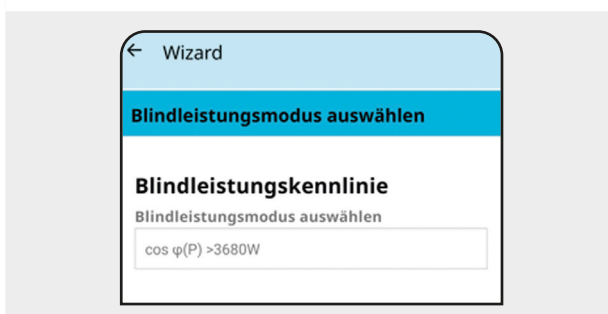 ← Wizard
Blindleistungsmodus auswählen
Blindleistungskennlinie
Blindleistungsmodus auswählen
cos φ(P) >3680W